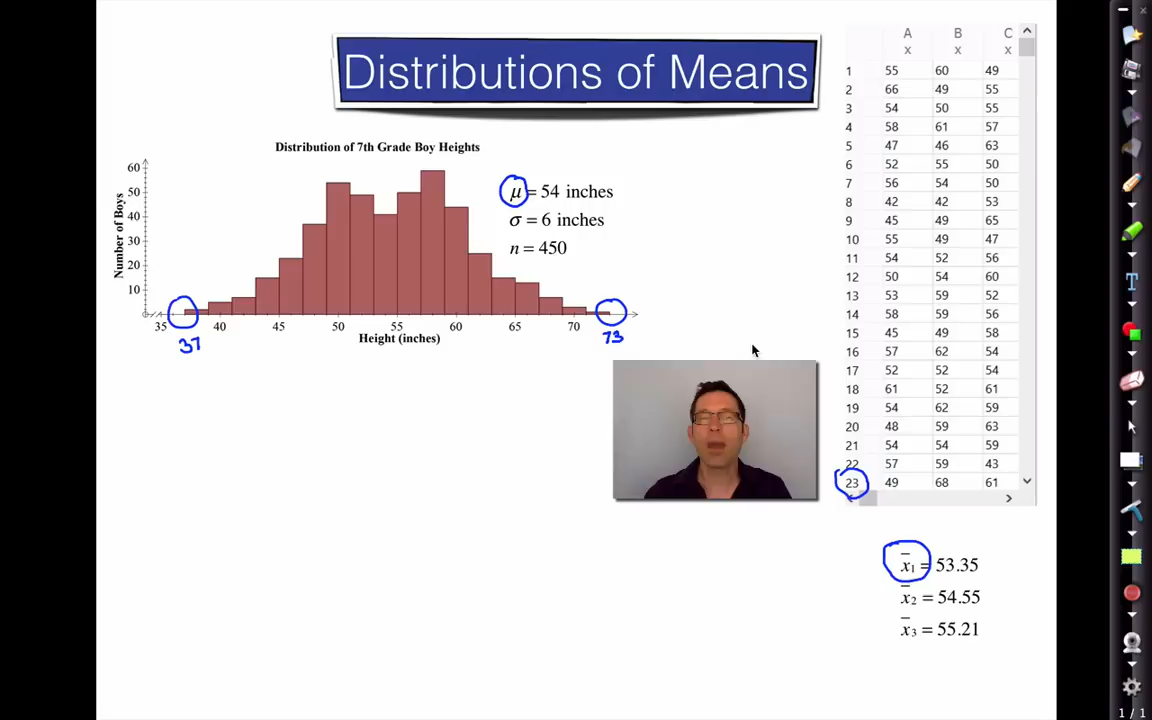 Distributions of Means
Distribution of 7th Grade Boy Heights
Number of Boys
60
50
40
30
20
10
35 40 45 50 55 60 65 70
Height (inches)
37
73
μ = 54 inches
σ = 6 inches
n = 450
A B C
x x x
1 55 60 49
2 66 49 55
3 54 50 55
4 58 61 57
5 47 46 63
6 52 55 50
7 56 54 50
8 42 42 53
9 45 49 65
10 55 49 47
11 54 52 56
12 50 54 60
13 53 59 52
14 58 59 56
15 45 49 58
16 57 62 54
17 52 52 54
18 61 52 61
19 54 62 59
20 48 59 63
21 54 54 59
22 57 59 43
23 49 68 61
x̄1 = 53.35
x̄2 = 54.55
x̄3 = 55.21
T
1 / 1